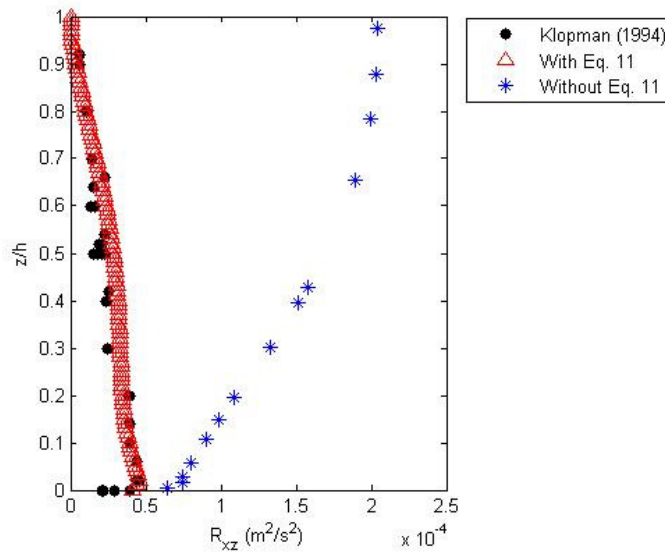 Klopman (1994)
With Eq. 11
Without Eq. 11
1
0.9
0.8
0.7
0.6
0.5
0.4
0.3
0.2
0.1
0
z/h
0 0.5 1 1.5 2 2.5
R_xz (m²/s²) x 10⁻⁴